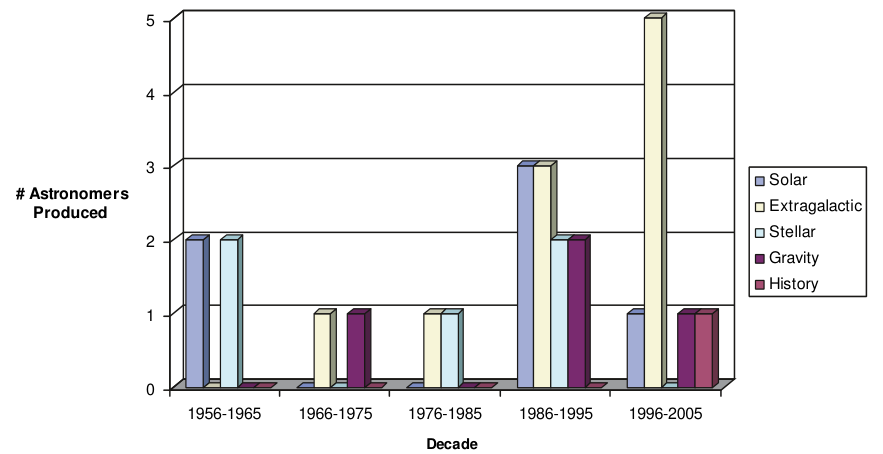 5
4
3
2
1
0
# Astronomers
Produced
1956-1965 1966-1975 1976-1985 1986-1995 1996-2005
Decade
Solar
Extragalactic
Stellar
Gravity
History